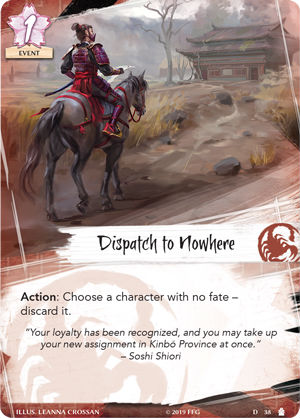 1
EVENT
Dispatch to Nowhere
Action: Choose a character with no fate –
discard it.
“Your loyalty has been recognized, and you may take up
your new assignment in Kinbō Province at once.”
– Soshi Shiori
ILLUS. LEANNA CROSSAN © 2019 FFG D 38